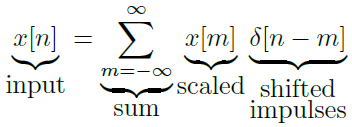 ∞
x[n] = ∑ x[m] δ[n − m]
m=−∞
input sum scaled shifted
impulses